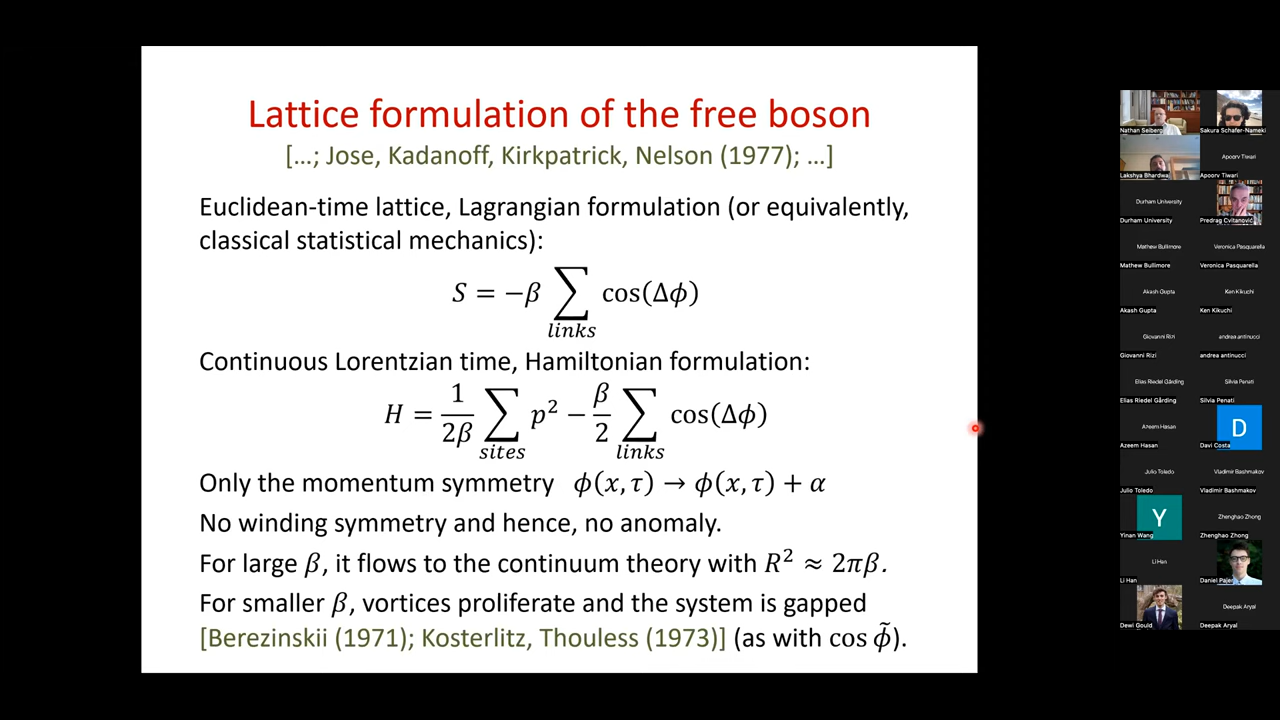 Lattice formulation of the free boson
[…; Jose, Kadanoff, Kirkpatrick, Nelson (1977); …]
Euclidean-time lattice, Lagrangian formulation (or equivalently,
classical statistical mechanics):
S = −β ∑_{links} cos(Δϕ)
Continuous Lorentzian time, Hamiltonian formulation:
H = \frac{1}{2β} ∑_{sites} p² − \frac{β}{2} ∑_{links} cos(Δϕ)
Only the momentum symmetry ϕ(x, τ) → ϕ(x, τ) + α
No winding symmetry and hence, no anomaly.
For large β, it flows to the continuum theory with R² ≈ 2πβ.
For smaller β, vortices proliferate and the system is gapped
[Berezinskii (1971); Kosterlitz, Thouless (1973)] (as with cos ϕ̃).
Nathan Seiberg
Sakura Schafer-Nameki
Lakshya Bhardwaj
Apoorv Tiwari
Apoorv Tiwari
Durham University
Durham University
Predrag Cvitanović
Mathew Bullimore
Veronica Pasquarella
Mathew Bullimore
Veronica Pasquarella
Akash Gupta
Ken Kikuchi
Akash Gupta
Ken Kikuchi
Giovanni Rizi
andrea antinucci
Giovanni Rizi
andrea antinucci
Elias Riedel Gårding
Silvia Penati
Elias Riedel Gårding
Silvia Penati
Azeem Hasan
D
Azeem Hasan
Davi Costa
Julio Toledo
Vladimir Bashmakov
Julio Toledo
Vladimir Bashmakov
Y
Zhenghao Zhong
Yinan Wang
Zhenghao Zhong
Li Han
Li Han
Daniel Pajer
Deepak Aryal
Dewi Gould
Deepak Aryal